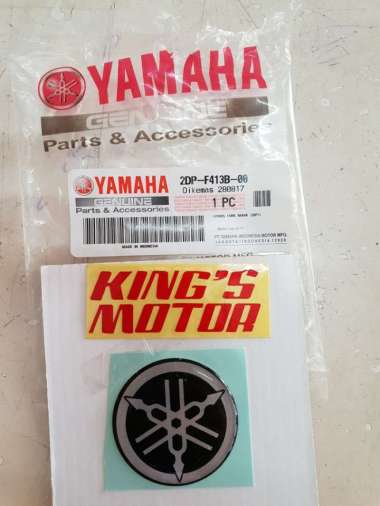 YAMAHA
GENUINE
Parts & Accessories
YAMAHA
GENUINE
Parts & Accessories
2DP-F413B-00
Dikemas 280817
1 PC
MADE IN INDONESIA
KING'S
MOTOR